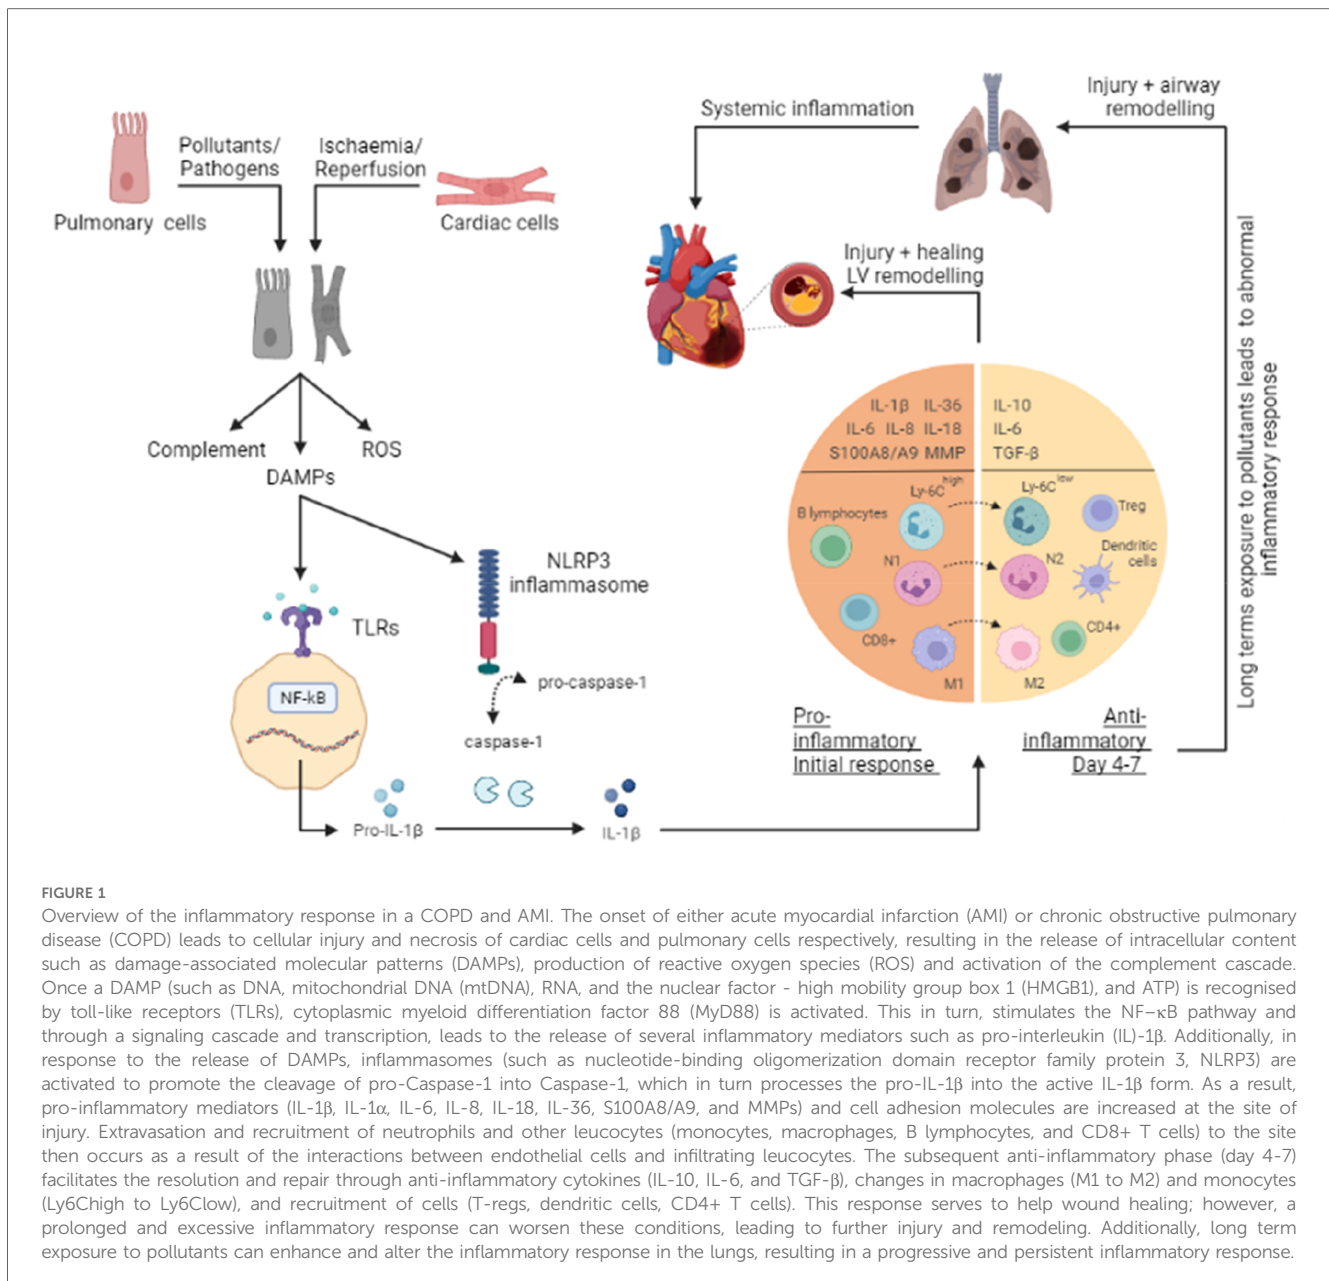 Pollutants/
Pathogens
Ischaemia/
Reperfusion
Pulmonary cells
Cardiac cells
Complement
DAMPs
ROS
NLRP3
inflammasome
TLRs
NF-kB
pro-caspase-1
caspase-1
Pro-IL-1β
IL-1β
Systemic inflammation
Injury + airway
remodelling
Injury + healing
LV remodelling
Long terms exposure to pollutants leads to abnormal
inflammatory response
IL-1β IL-36
IL-6 IL-8 IL-18
S100A8/A9 MMP
IL-10
IL-6
TGF-β
Ly-6Chigh
Ly-6Clow
B lymphocytes
Treg
N1
N2
Dendritic
cells
CD8+
CD4+
M1
M2
Pro-
inflammatory
Initial response
Anti-
inflammatory
Day 4-7
FIGURE 1
Overview of the inflammatory response in a COPD and AMI. The onset of either acute myocardial infarction (AMI) or chronic obstructive pulmonary
disease (COPD) leads to cellular injury and necrosis of cardiac cells and pulmonary cells respectively, resulting in the release of intracellular content
such as damage-associated molecular patterns (DAMPs), production of reactive oxygen species (ROS) and activation of the complement cascade.
Once a DAMP (such as DNA, mitochondrial DNA (mtDNA), RNA, and the nuclear factor - high mobility group box 1 (HMGB1), and ATP) is recognised
by toll-like receptors (TLRs), cytoplasmic myeloid differentiation factor 88 (MyD88) is activated. This in turn, stimulates the NF−κB pathway and
through a signaling cascade and transcription, leads to the release of several inflammatory mediators such as pro-interleukin (IL)-1β. Additionally, in
response to the release of DAMPs, inflammasomes (such as nucleotide-binding oligomerization domain receptor family protein 3, NLRP3) are
activated to promote the cleavage of pro-Caspase-1 into Caspase-1, which in turn processes the pro-IL-1β into the active IL-1β form. As a result,
pro-inflammatory mediators (IL-1β, IL-1α, IL-6, IL-8, IL-18, IL-36, S100A8/A9, and MMPs) and cell adhesion molecules are increased at the site of
injury. Extravasation and recruitment of neutrophils and other leucocytes (monocytes, macrophages, B lymphocytes, and CD8+ T cells) to the site
then occurs as a result of the interactions between endothelial cells and infiltrating leucocytes. The subsequent anti-inflammatory phase (day 4-7)
facilitates the resolution and repair through anti-inflammatory cytokines (IL-10, IL-6, and TGF-β), changes in macrophages (M1 to M2) and monocytes
(Ly6Chigh to Ly6Clow), and recruitment of cells (T-regs, dendritic cells, CD4+ T cells). This response serves to help wound healing; however, a
prolonged and excessive inflammatory response can worsen these conditions, leading to further injury and remodeling. Additionally, long term
exposure to pollutants can enhance and alter the inflammatory response in the lungs, resulting in a progressive and persistent inflammatory response.